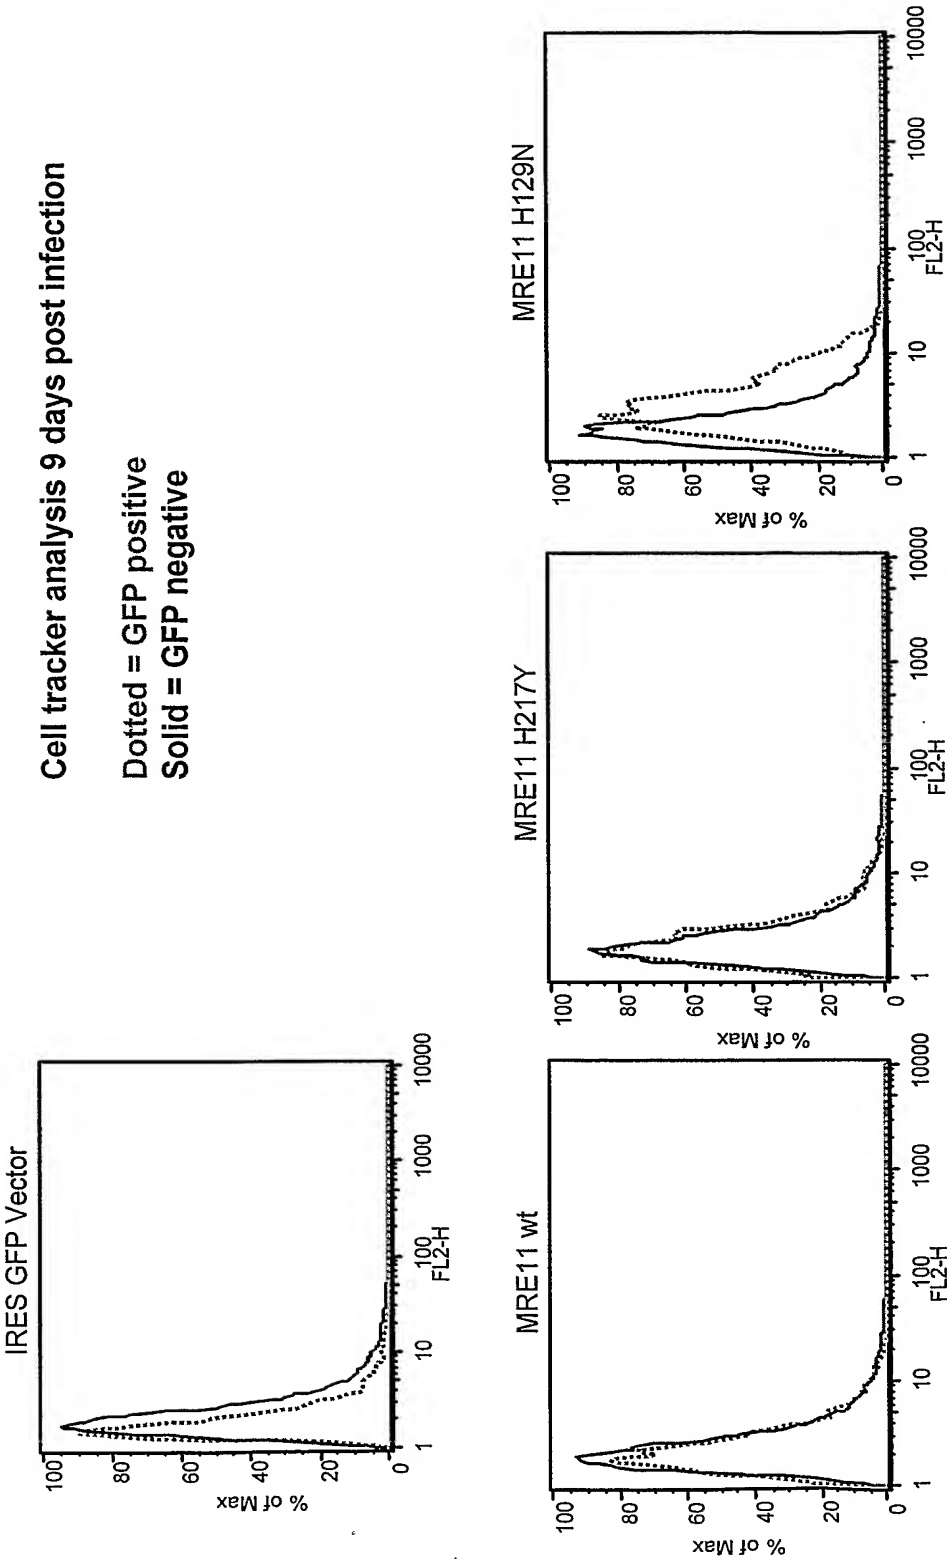 Cell tracker analysis 9 days post infection
Dotted = GFP positive
Solid = GFP negative
IRES GFP Vector
100
80
60
40
20
0
% of Max
1
10
100
1000
10000
FL2-H
MRE11 wt
100
80
60
40
20
0
% of Max
1
10
100
1000
10000
FL2-H
MRE11 H217Y
100
80
60
40
20
0
% of Max
1
10
100
1000
10000
FL2-H
MRE11 H129N
100
80
60
40
20
0
% of Max
1
10
100
1000
10000
FL2-H